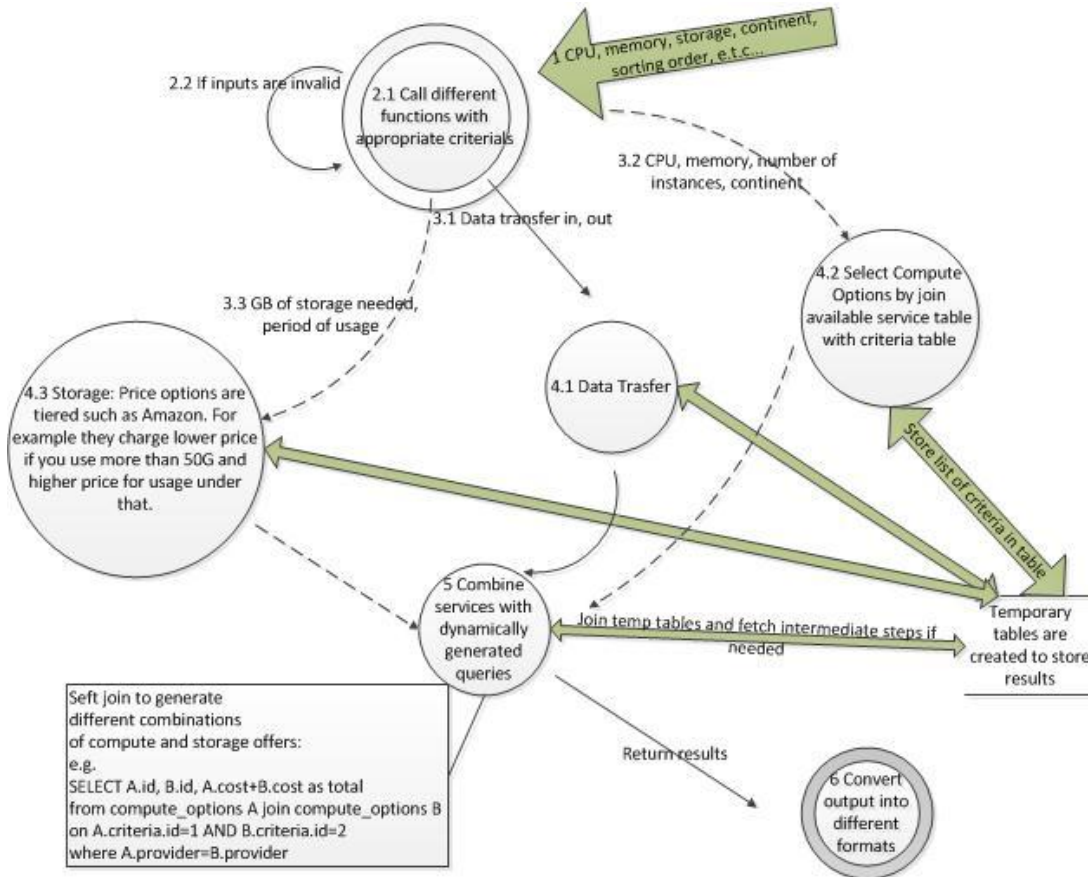 1 CPU, memory, storage, continent,
sorting order, e.t.c...
2.2 If inputs are invalid
2.1 Call different
functions with
appropriate criterials
3.2 CPU, memory, number of
instances, continent
3.1 Data transfer in, out
3.3 GB of storage needed,
period of usage
4.2 Select Compute
Options by join
available service table
with criteria table
4.3 Storage: Price options are
tiered such as Amazon. For
example they charge lower price
if you use more than 50G and
higher price for usage under
that.
4.1 Data Trasfer
Store list of criteria in table
5 Combine
services with
dynamically
generated
queries
Join temp tables and fetch intermediate steps if
needed
Temporary
tables are
created to store
results
Seft join to generate
different combinations
of compute and storage offers:
e.g.
SELECT A.id, B.id, A.cost+B.cost as total
from compute_options A join compute_options B
on A.criteria.id=1 AND B.criteria.id=2
where A.provider=B.provider
Return results
6 Convert
output into
different
formats